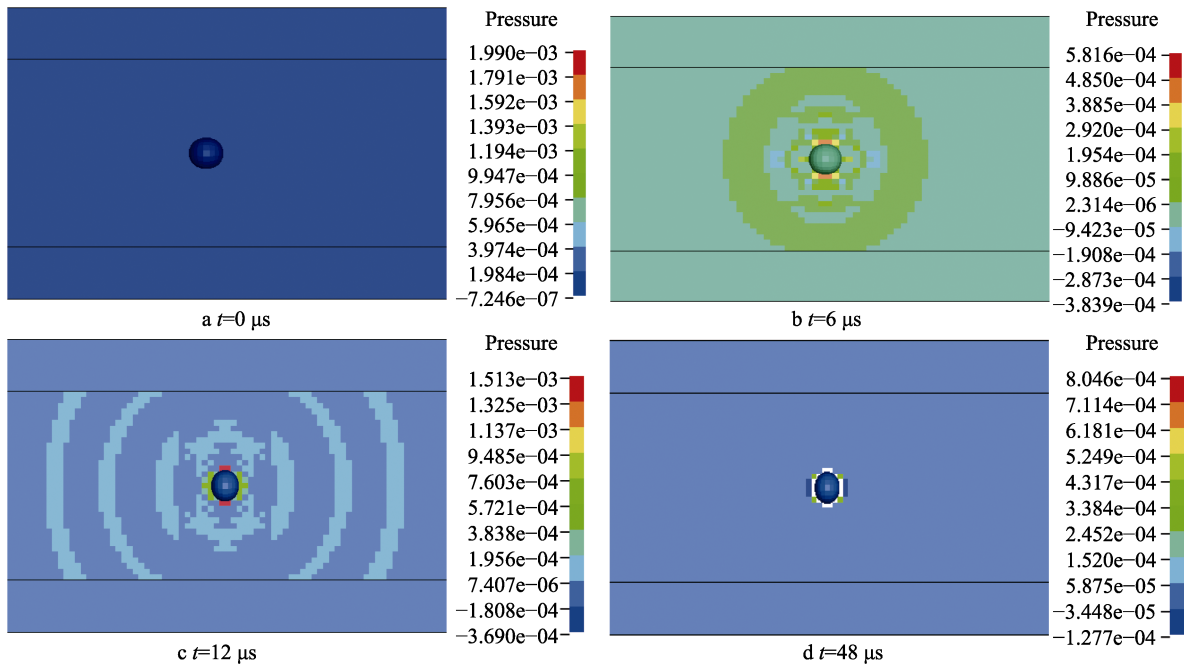 Pressure
1.990e−03
1.791e−03
1.592e−03
1.393e−03
1.194e−03
9.947e−04
7.956e−04
5.965e−04
3.974e−04
1.984e−04
−7.246e−07
a t=0 μs
Pressure
5.816e−04
4.850e−04
3.885e−04
2.920e−04
1.954e−04
9.886e−05
2.314e−06
−9.423e−05
−1.908e−04
−2.873e−04
−3.839e−04
b t=6 μs
Pressure
1.513e−03
1.325e−03
1.137e−03
9.485e−04
7.603e−04
5.721e−04
3.838e−04
1.956e−04
7.407e−06
−1.808e−04
−3.690e−04
c t=12 μs
Pressure
8.046e−04
7.114e−04
6.181e−04
5.249e−04
4.317e−04
3.384e−04
2.452e−04
1.520e−04
5.875e−05
−3.448e−05
−1.277e−04
d t=48 μs